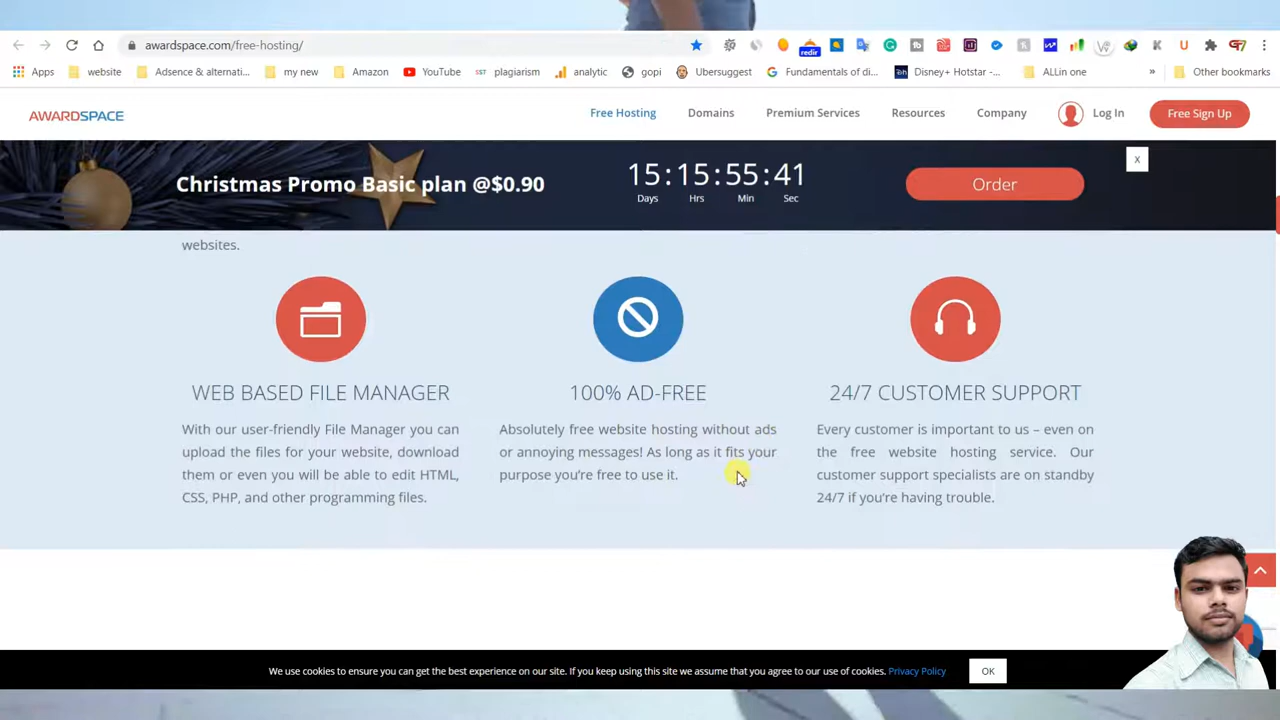 awardspace.com/free-hosting/
redir
Apps website Adsence & alternati... my new Amazon YouTube SST plagiarism analytic gopi Ubersuggest Fundamentals of di... Disney+ Hotstar -... ALLin one » Other bookmarks
AWARDSPACE Free Hosting Domains Premium Services Resources Company Log In Free Sign Up
Christmas Promo Basic plan @$0.90 15:15:55:41 Order X
Days Hrs Min Sec
websites.
WEB BASED FILE MANAGER
With our user-friendly File Manager you can
upload the files for your website, download
them or even you will be able to edit HTML,
CSS, PHP, and other programming files.
100% AD-FREE
Absolutely free website hosting without ads
or annoying messages! As long as it fits your
purpose you're free to use it.
24/7 CUSTOMER SUPPORT
Every customer is important to us – even on
the free website hosting service. Our
customer support specialists are on standby
24/7 if you're having trouble.
We use cookies to ensure you can get the best experience on our site. If you keep using this site we assume that you agree to our use of cookies. Privacy Policy OK